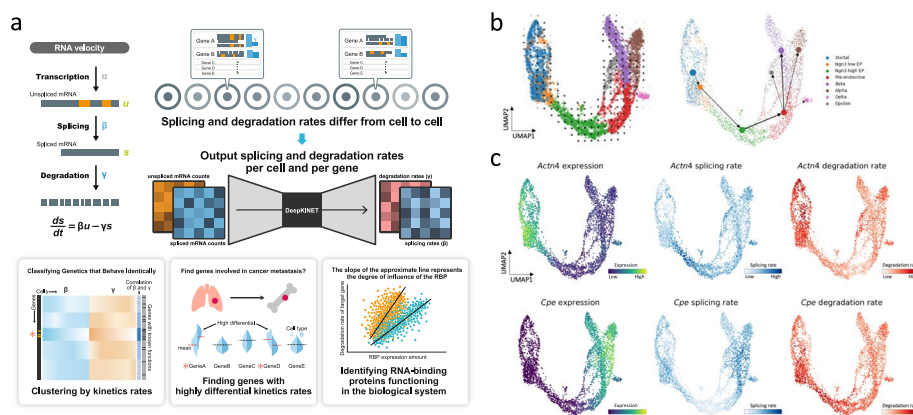 a
RNA velocity
Transcription α
Unspliced mRNA
u
Splicing β
Spliced mRNA
s
Degradation γ
ds/dt = βu − γs
Gene A
Gene B
Gene C
Gene D
Gene E
Gene A
Gene B
Gene C
Gene D
Gene E
Splicing and degradation rates differ from cell to cell
Output splicing and degradation rates
per cell and per gene
unspliced mRNA counts
spliced mRNA counts
DeepKINET
degradation rates (γ)
splicing rates (β)
Classifying Genetics that Behave Identically
Cells
β
γ
Correlation
of β and γ
Genes
Genes with known functions
Clustering by kinetics rates
Find genes involved in cancer metastasis?
High differential
Cell type
mean
GeneA
GeneB
GeneC
GeneD
GeneE
Finding genes with
highly differential kinetics rates
The slope of the approximate line represents
the degree of influence of the RBP
Degradation rate of target gene
RBP expression amount
Identifying RNA-binding
proteins functioning
in the biological system
b
UMAP2
UMAP1
Ductal
Ngn3 low EP
Ngn3 high EP
Pre-endocrine
Beta
Alpha
Delta
Epsilon
c
Actn4 expression
Actn4 splicing rate
Actn4 degradation rate
UMAP2
UMAP1
Expression
Low High
Splicing rate
Low High
Degradation rate
Low High
Cpe expression
Cpe splicing rate
Cpe degradation rate
Expression
Splicing rate